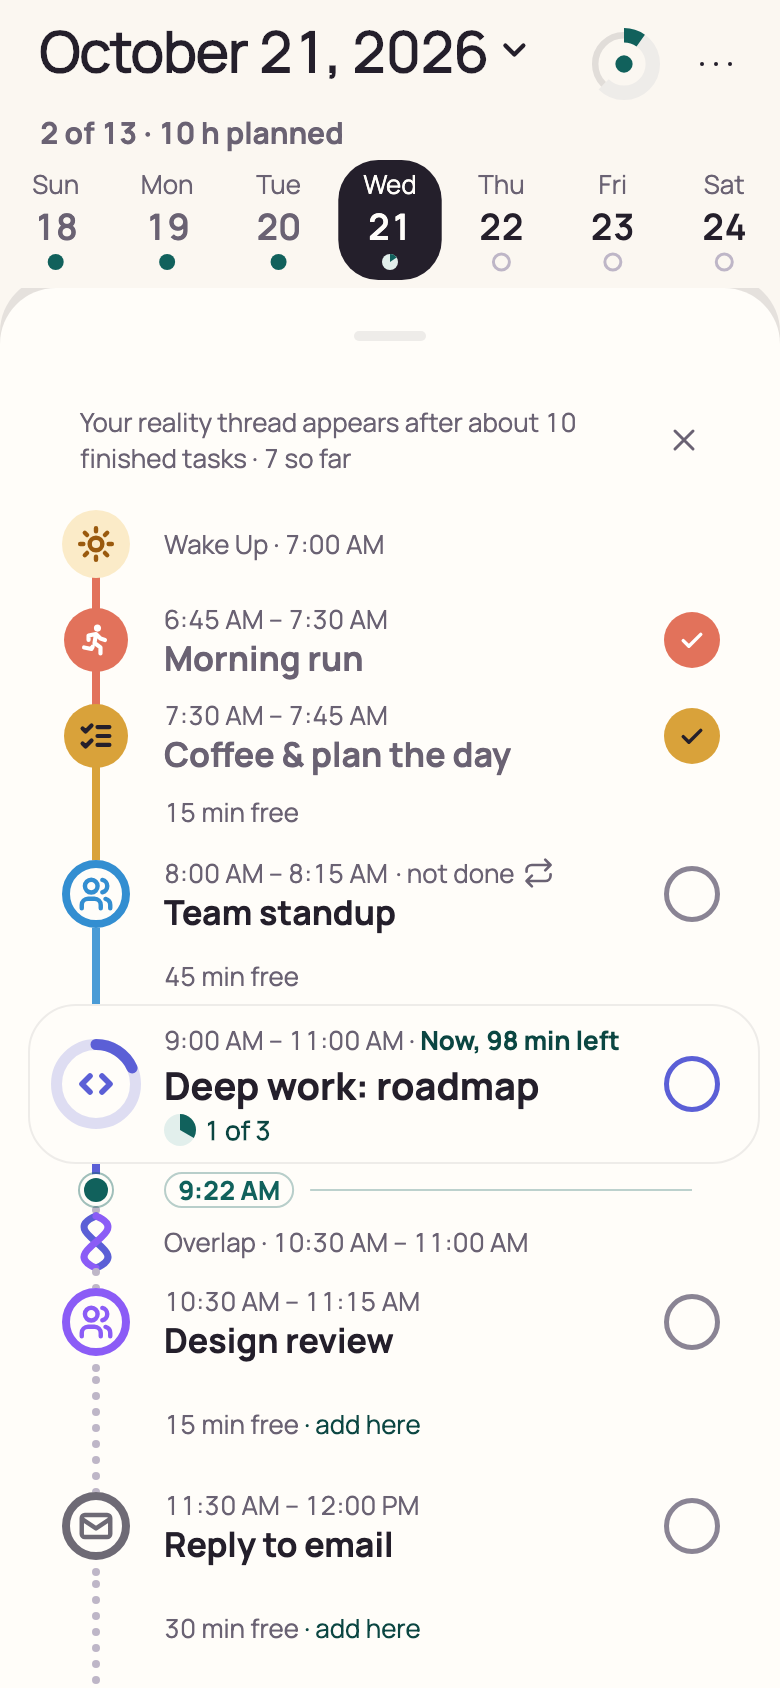 October 21, 2026
...
2 of 13 · 10 h planned
Sun Mon Tue Wed Thu Fri Sat
18 19 20 21 22 23 24
Your reality thread appears after about 10
finished tasks · 7 so far
Wake Up · 7:00 AM
6:45 AM – 7:30 AM
Morning run
7:30 AM – 7:45 AM
Coffee & plan the day
15 min free
8:00 AM – 8:15 AM · not done
Team standup
45 min free
9:00 AM – 11:00 AM · Now, 98 min left
Deep work: roadmap
1 of 3
9:22 AM
Overlap · 10:30 AM – 11:00 AM
10:30 AM – 11:15 AM
Design review
15 min free · add here
11:30 AM – 12:00 PM
Reply to email
30 min free · add here